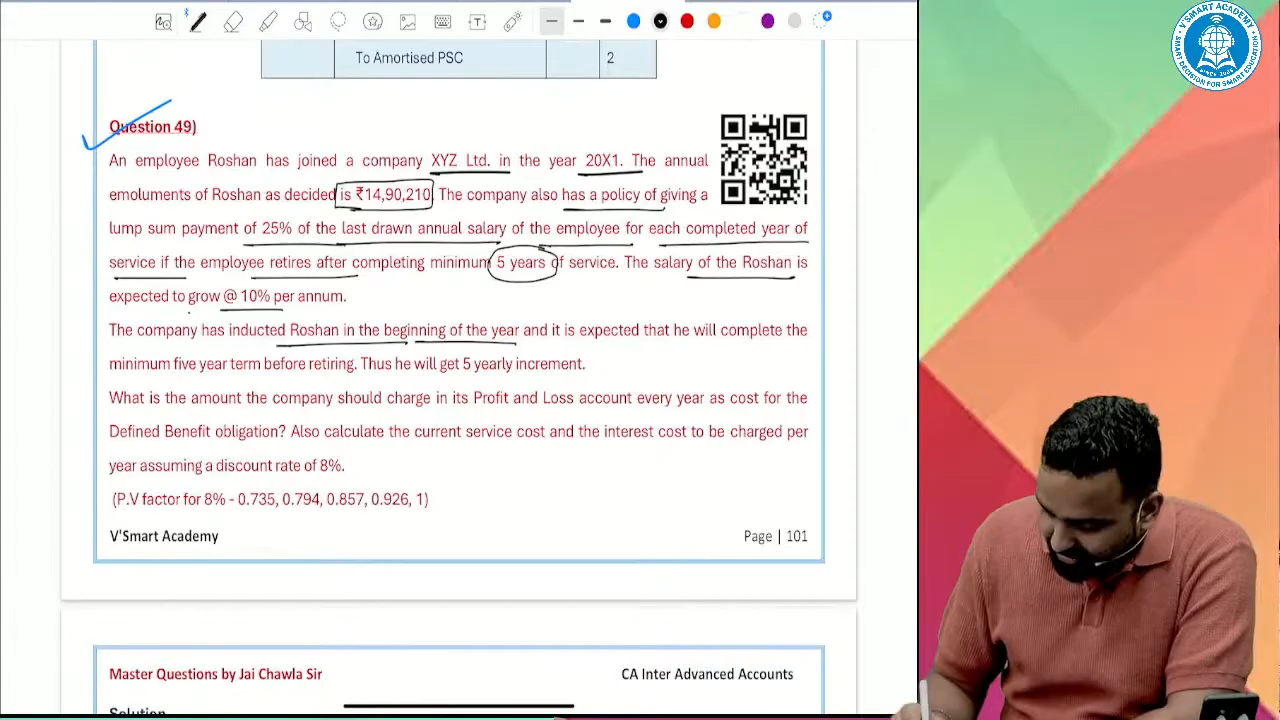 V'SMART ACADEMY
SMART DECISION FOR SMART EDUCATION
To Amortised PSC 2
Question 49)
An employee Roshan has joined a company XYZ Ltd. in the year 20X1. The annual
emoluments of Roshan as decided is ₹14,90,210. The company also has a policy of giving a
lump sum payment of 25% of the last drawn annual salary of the employee for each completed year of
service if the employee retires after completing minimum 5 years of service. The salary of the Roshan is
expected to grow @ 10% per annum.
The company has inducted Roshan in the beginning of the year and it is expected that he will complete the
minimum five year term before retiring. Thus he will get 5 yearly increment.
What is the amount the company should charge in its Profit and Loss account every year as cost for the
Defined Benefit obligation? Also calculate the current service cost and the interest cost to be charged per
year assuming a discount rate of 8%.
(P.V factor for 8% - 0.735, 0.794, 0.857, 0.926, 1)
V'Smart Academy Page | 101
Master Questions by Jai Chawla Sir CA Inter Advanced Accounts
Solution